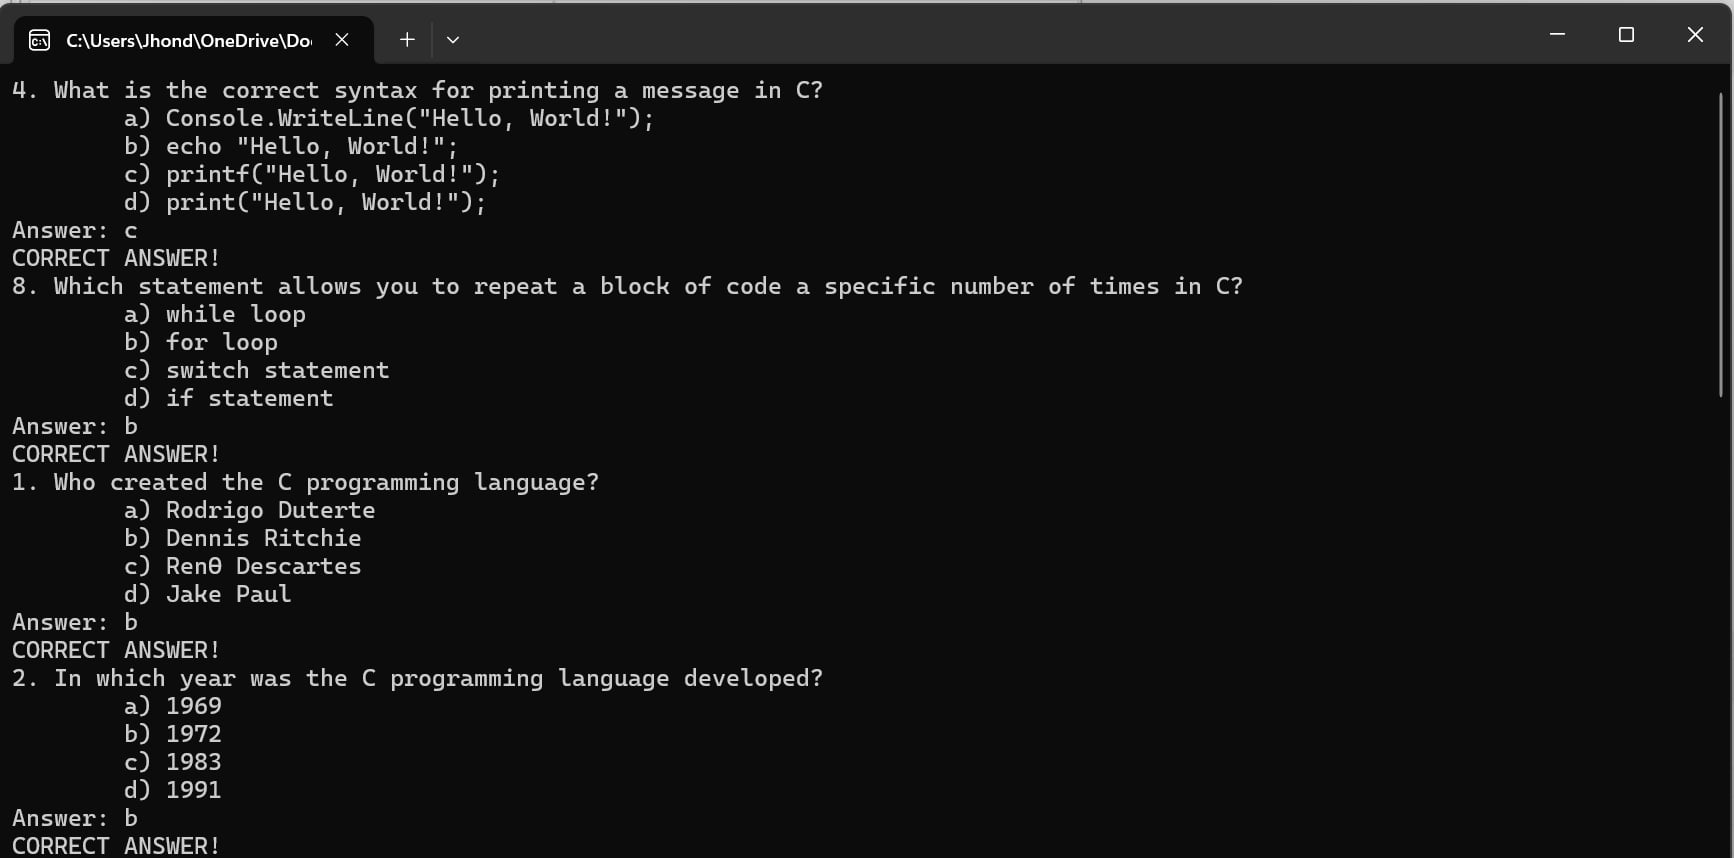 C:\Users\Jhond\OneDrive\Do
4. What is the correct syntax for printing a message in C?
a) Console.WriteLine("Hello, World!");
b) echo "Hello, World!";
c) printf("Hello, World!");
d) print("Hello, World!");
Answer: c
CORRECT ANSWER!
8. Which statement allows you to repeat a block of code a specific number of times in C?
a) while loop
b) for loop
c) switch statement
d) if statement
Answer: b
CORRECT ANSWER!
1. Who created the C programming language?
a) Rodrigo Duterte
b) Dennis Ritchie
c) RenΘ Descartes
d) Jake Paul
Answer: b
CORRECT ANSWER!
2. In which year was the C programming language developed?
a) 1969
b) 1972
c) 1983
d) 1991
Answer: b
CORRECT ANSWER!